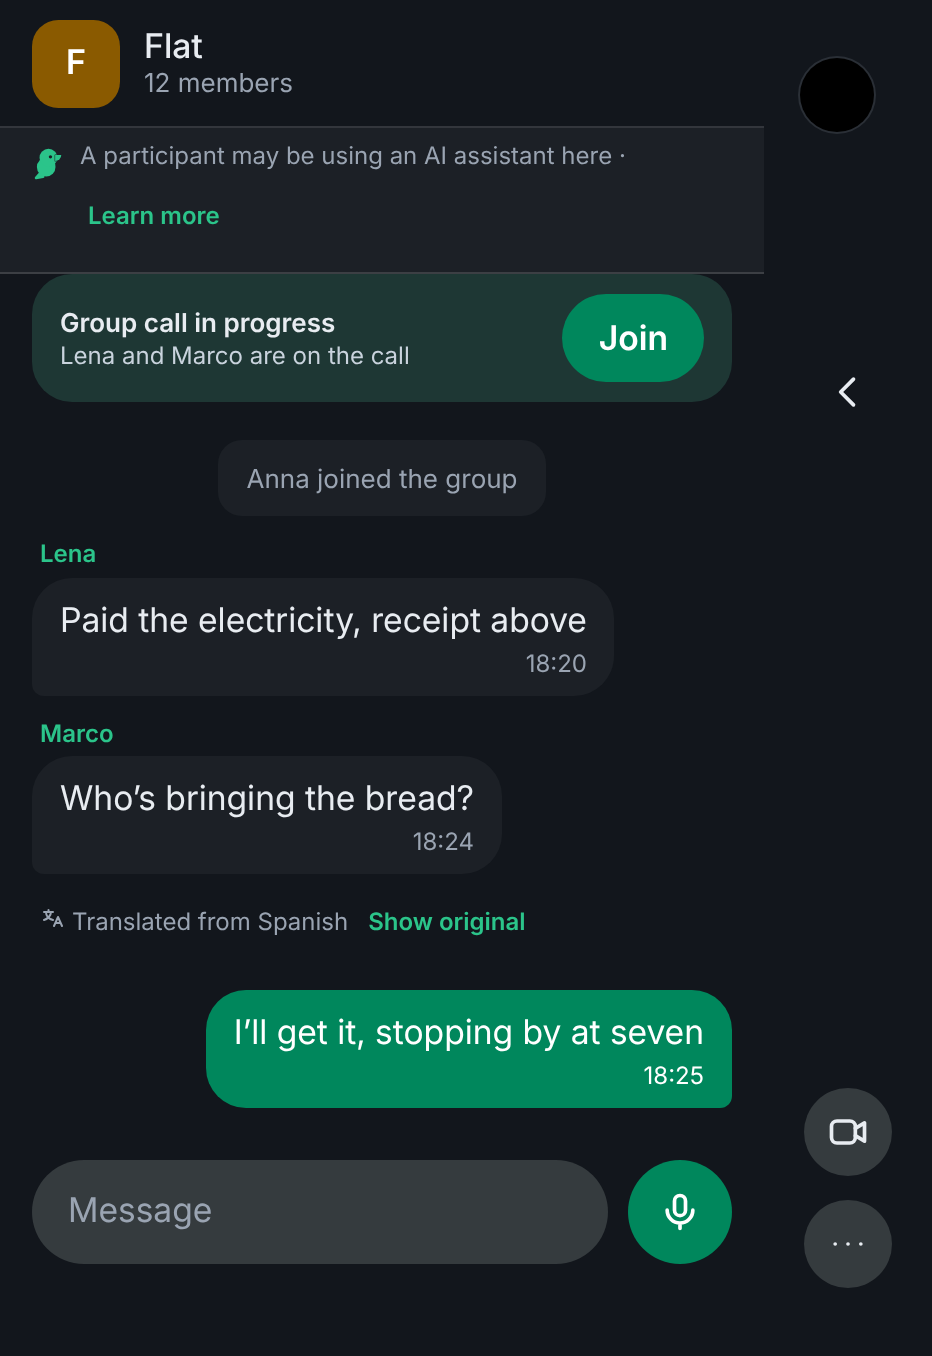 F
Flat
12 members
A participant may be using an AI assistant here ·
Learn more
Group call in progress
Lena and Marco are on the call
Join
Anna joined the group
Lena
Paid the electricity, receipt above
18:20
Marco
Who’s bringing the bread?
18:24
Translated from Spanish Show original
I’ll get it, stopping by at seven
18:25
Message